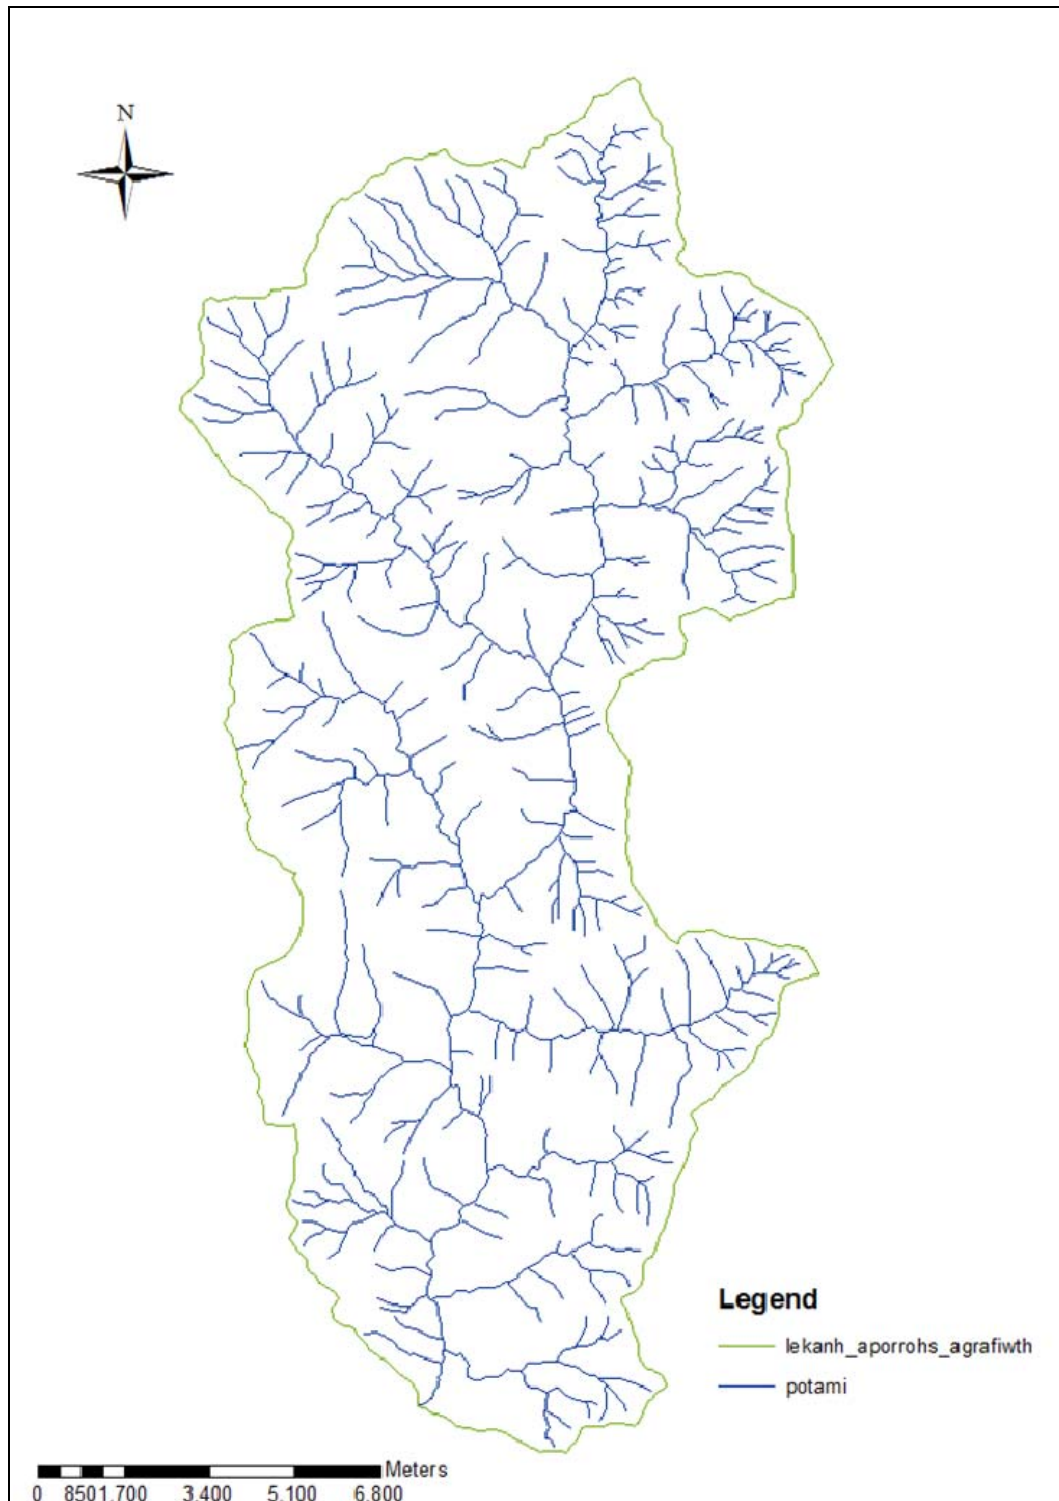 N
Legend
lekanh_aporrohs_agrafiwth
potami
Meters
0 8501.700 3.400 5.100 6.800